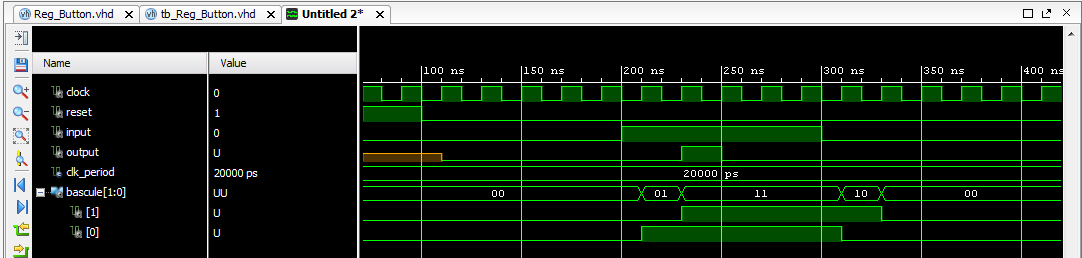 Reg_Button.vhd tb_Reg_Button.vhd Untitled 2*
Name Value
100 ns 150 ns 200 ns 250 ns 300 ns 350 ns 400 ns
clock 0
reset 1
input 0
output U
clk_period 20000 ps 20000 ps
bascule[1:0] UU 00 01 11 10 00
[1] U
[0] U